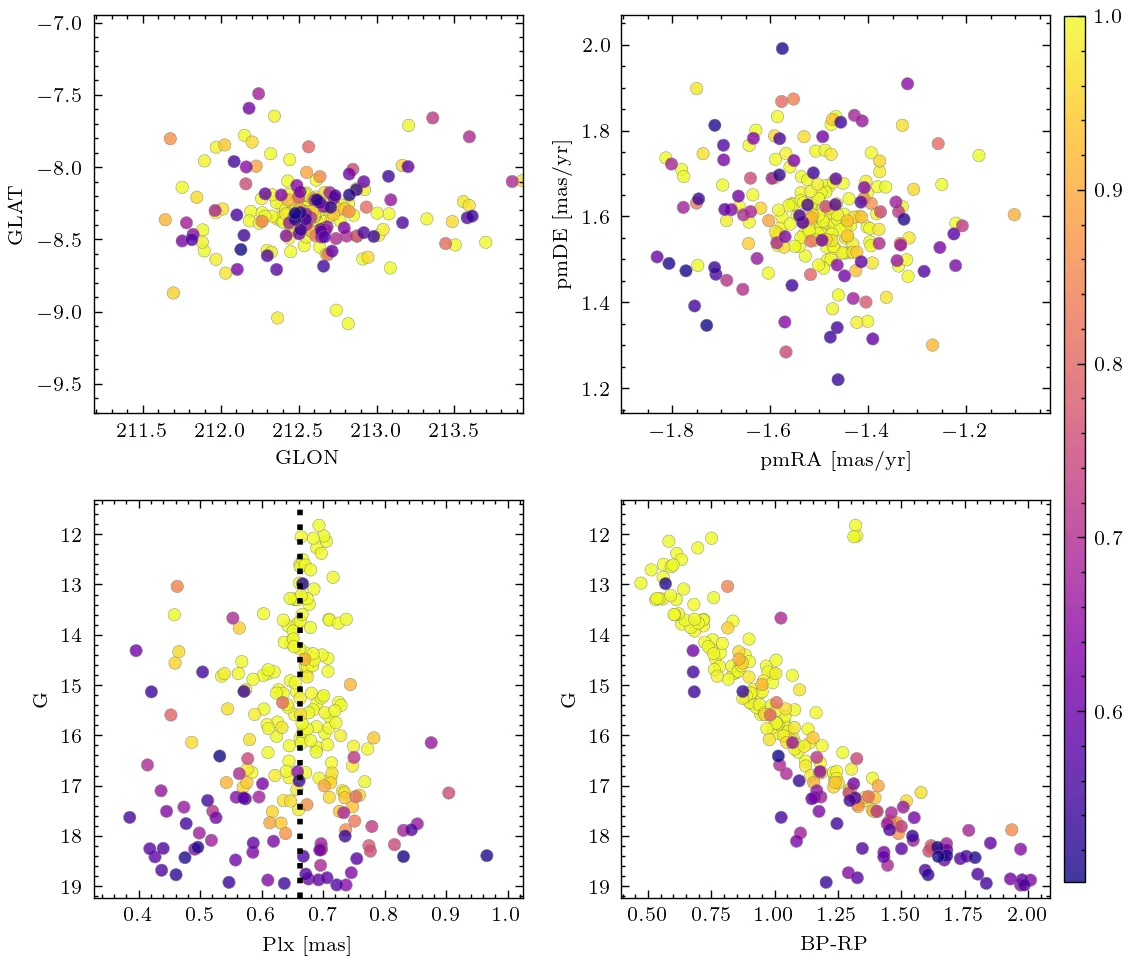 −7.0
−7.5
−8.0
−8.5
−9.0
−9.5
GLAT
211.5 212.0 212.5 213.0 213.5
GLON
2.0
1.8
1.6
1.4
1.2
pmDE [mas/yr]
−1.8 −1.6 −1.4 −1.2
pmRA [mas/yr]
12
13
14
15
16
17
18
19
G
0.4 0.5 0.6 0.7 0.8 0.9 1.0
Plx [mas]
12
13
14
15
16
17
18
19
G
0.50 0.75 1.00 1.25 1.50 1.75 2.00
BP-RP
1.0
0.9
0.8
0.7
0.6